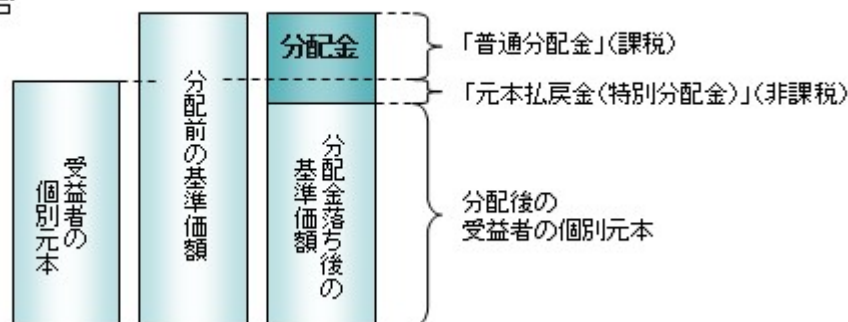 受益者の
個別元本
分配前の基準価額
分配金
分配金落ち後の
基準価額
「普通分配金」(課税)
「元本払戻金(特別分配金)」(非課税)
分配後の
受益者の個別元本